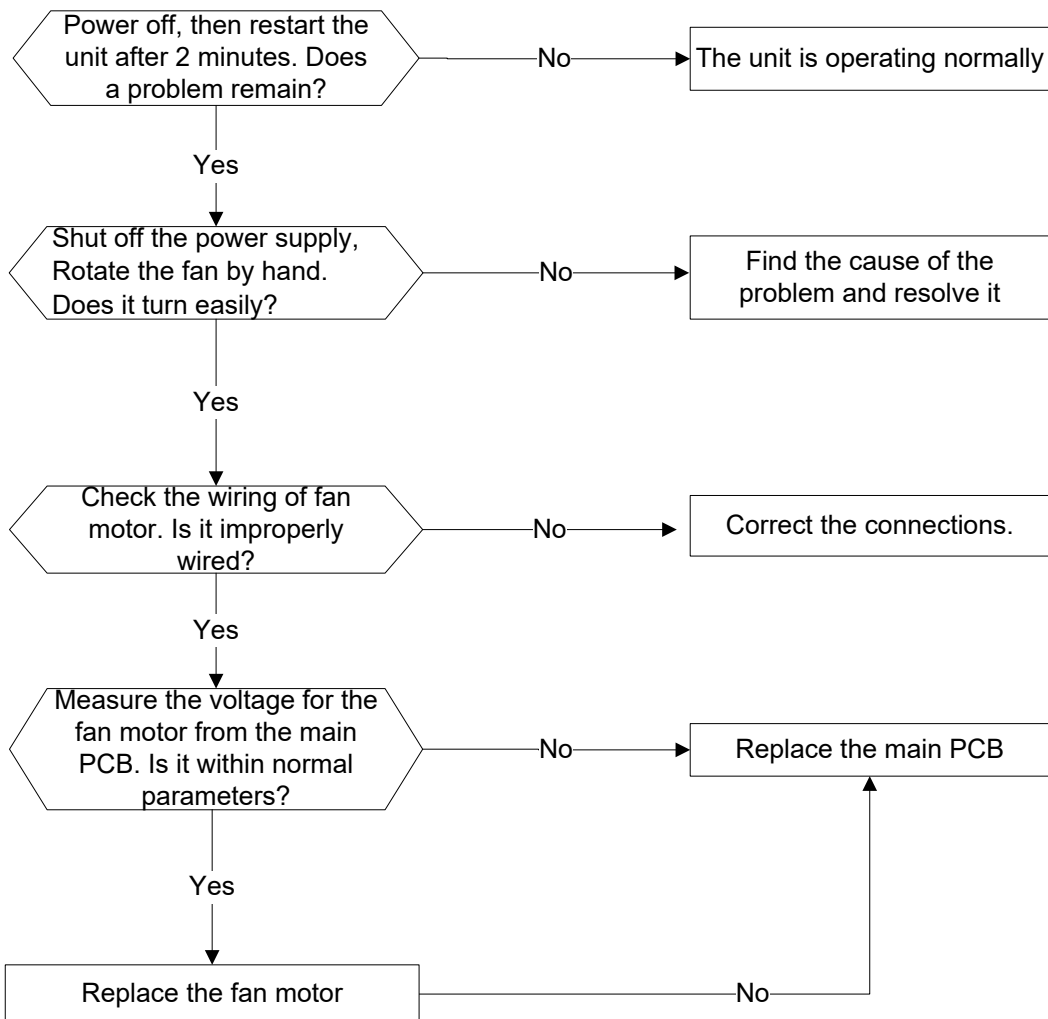 Power off, then restart the
unit after 2 minutes. Does
a problem remain?
No
The unit is operating normally
Yes
Shut off the power supply,
Rotate the fan by hand.
Does it turn easily?
No
Find the cause of the
problem and resolve it
Yes
Check the wiring of fan
motor. Is it improperly
wired?
No
Correct the connections.
Yes
Measure the voltage for the
fan motor from the main
PCB. Is it within normal
parameters?
No
Replace the main PCB
Yes
Replace the fan motor
No